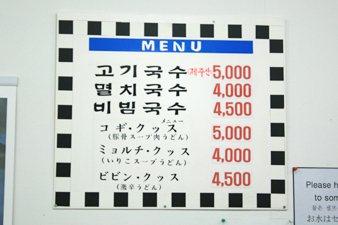 MENU
고기국수 (제주산) 5,000
멸치국수 4,000
비빔국수 4,500
メニュー
コギ・クッス 5,000
(豚骨スープ肉うどん)
ミョルチ・クッス 4,000
(いりこスープうどん)
ビビン・クッス 4,500
(激辛うどん)
Please h
to som
お水はセ